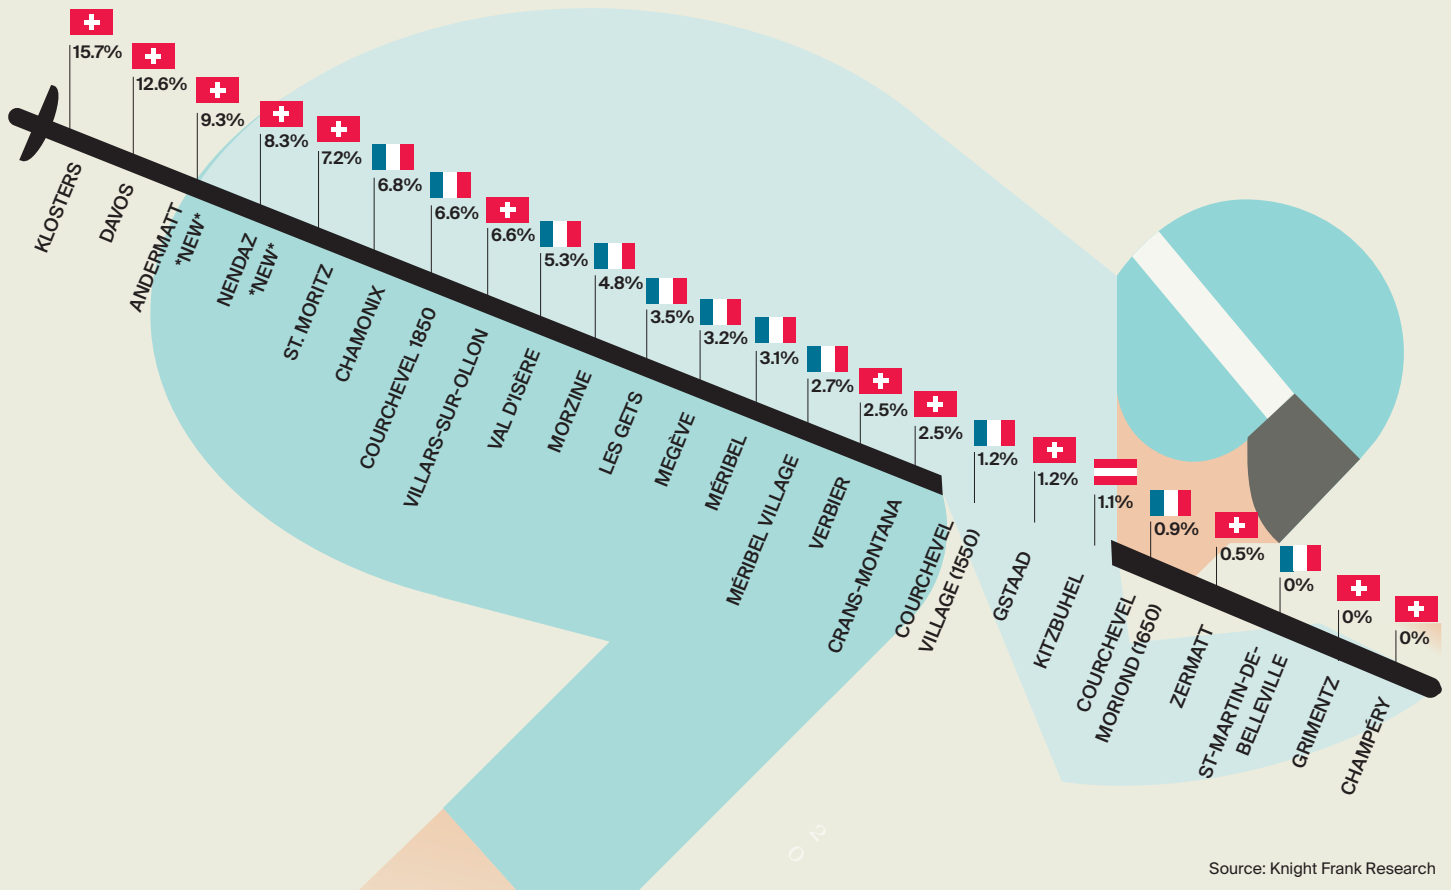 15.7%
12.6%
9.3%
8.3%
7.2%
6.8%
6.6%
6.6%
5.3%
4.8%
3.5%
3.2%
3.1%
2.7%
2.5%
2.5%
1.2%
1.2%
1.1%
0.9%
0.5%
0%
0%
0%
KLOSTERS
DAVOS
ANDERMATT
*NEW*
NENDAZ
*NEW*
ST. MORITZ
CHAMONIX
COURCHEVEL 1850
VILLARS-SUR-OLLON
VAL D'ISÈRE
MORZINE
LES GETS
MEGÈVE
MÉRIBEL
MÉRIBEL VILLAGE
VERBIER
CRANS-MONTANA
COURCHEVEL
VILLAGE (1550)
GSTAAD
KITZBUHEL
COURCHEVEL
MORIOND (1650)
ZERMATT
ST-MARTIN-DE-
BELLEVILLE
GRIMENTZ
CHAMPÉRY
20
Source: Knight Frank Research